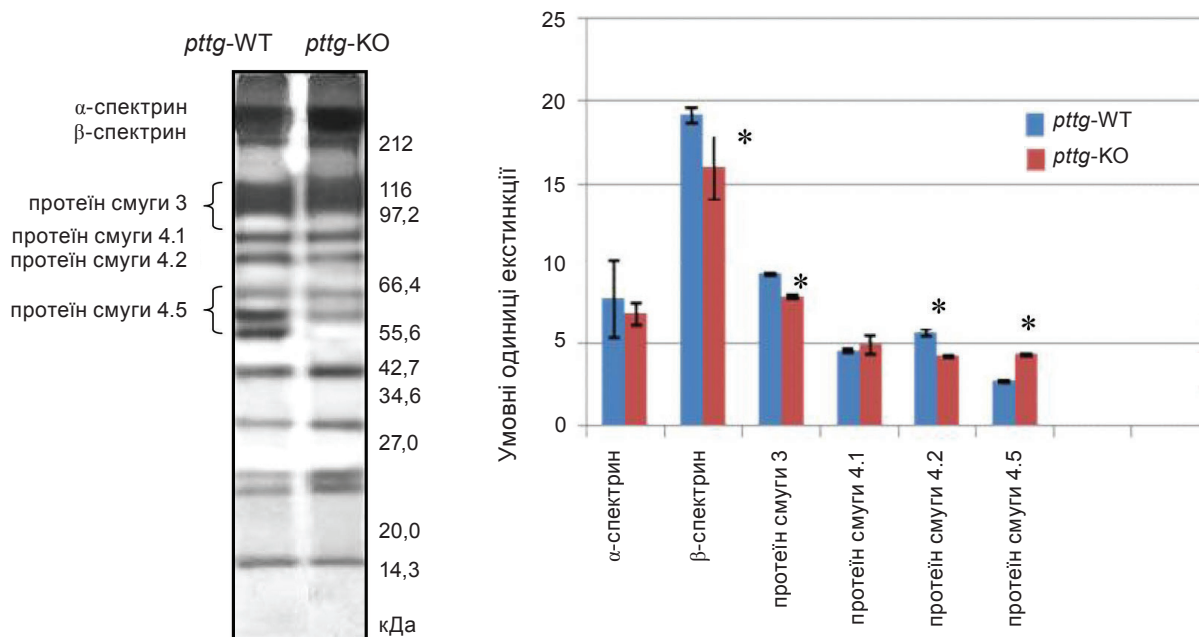 pttg-WT pttg-KO
α-спектрин
β-спектрин
протеїн смуги 3
протеїн смуги 4.1
протеїн смуги 4.2
протеїн смуги 4.5
212
116
97,2
66,4
55,6
42,7
34,6
27,0
20,0
14,3
кДа
Умовні одиниці екстинкції
25
20
15
10
5
0
pttg-WT
pttg-KO
*
*
*
*
α-спектрин
β-спектрин
протеїн смуги 3
протеїн смуги 4.1
протеїн смуги 4.2
протеїн смуги 4.5